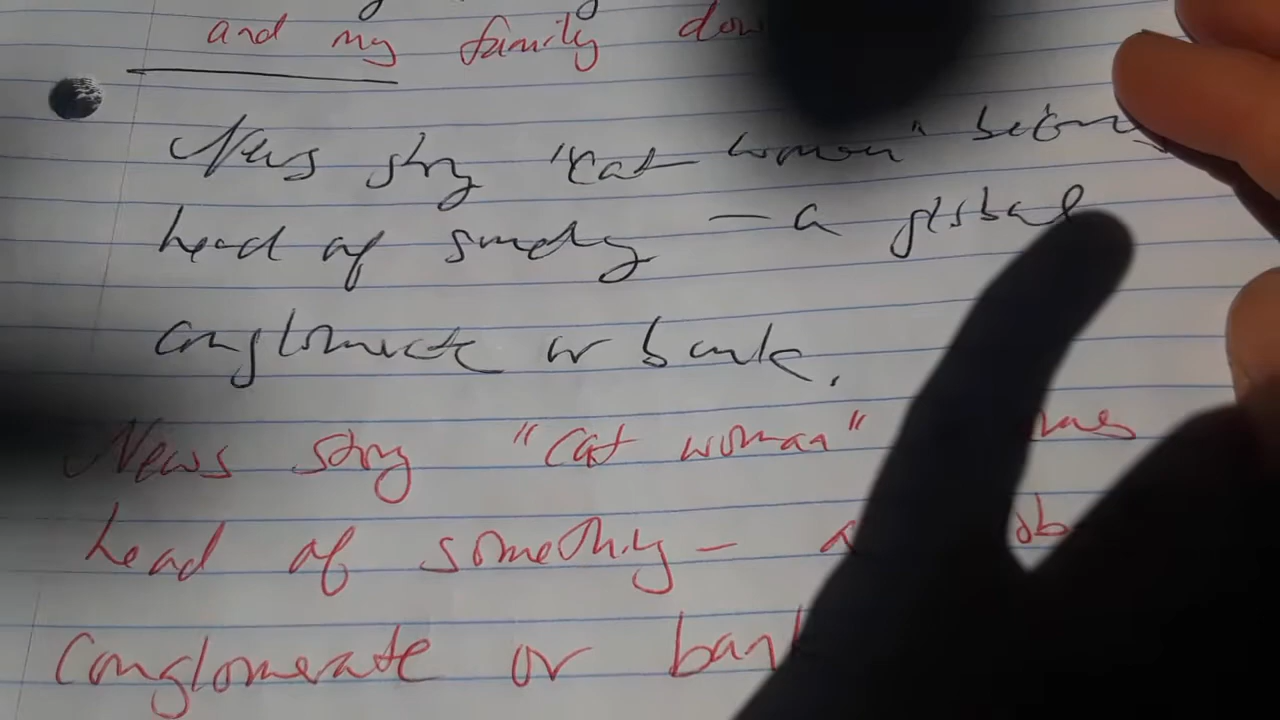 and my family
News story "Cat woman"
head of something — a global
conglomerate or bank.
News story "Cat woman"
head of something — a
Conglomerate or